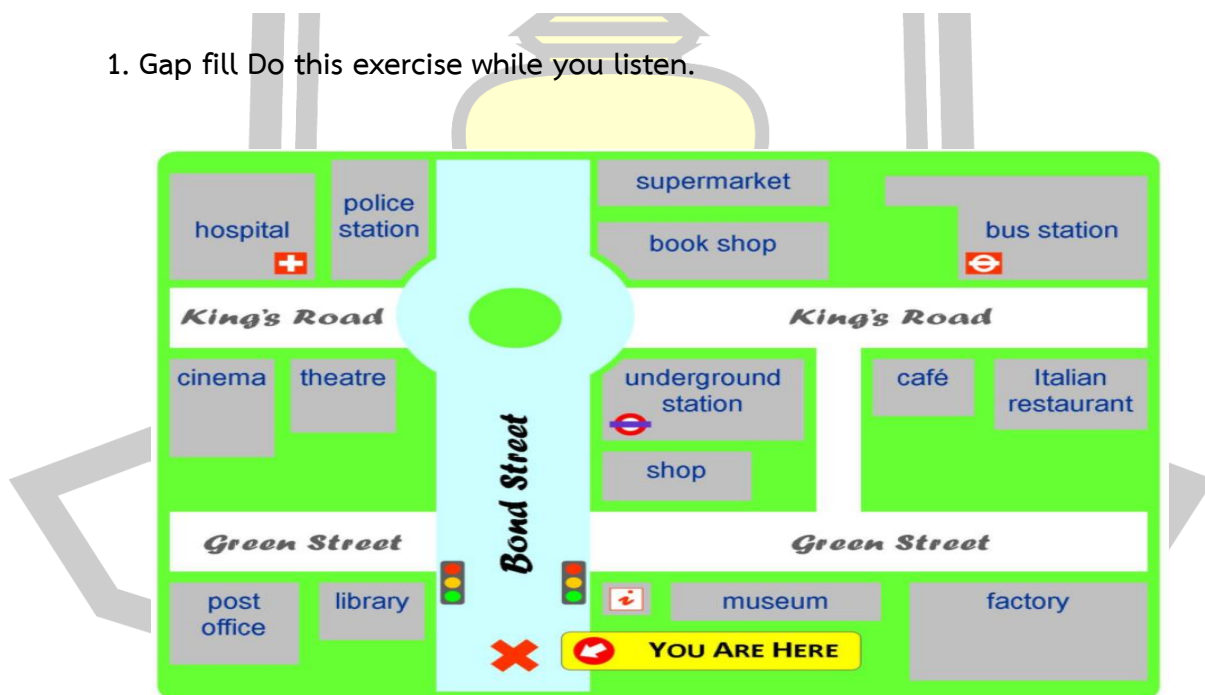 1. Gap fill Do this exercise while you listen.
hospital
police
station
supermarket
book shop
bus station
King's Road
King's Road
cinema
theatre
underground
station
café
Italian
restaurant
shop
Bond Street
Green Street
Green Street
post
office
library
i
museum
factory
YOU ARE HERE